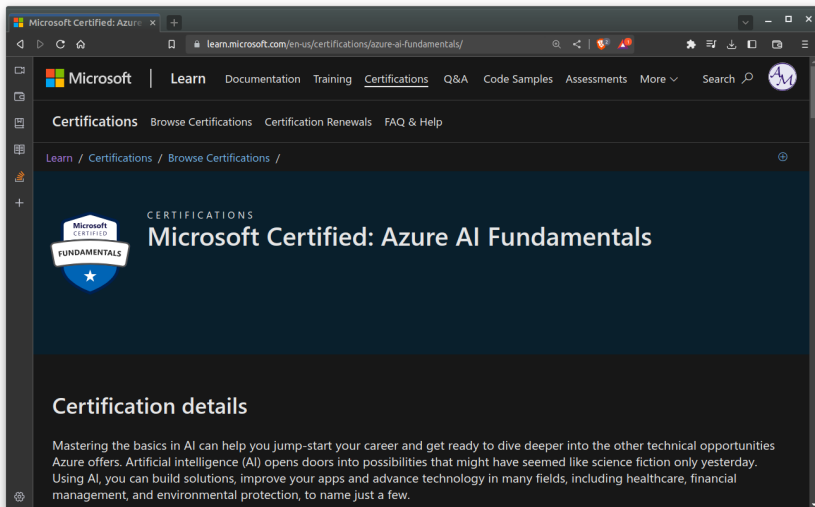 Microsoft Certified: Azure
learn.microsoft.com/en-us/certifications/azure-ai-fundamentals/
Microsoft | Learn Documentation Training Certifications Q&A Code Samples Assessments More Search AM
Certifications Browse Certifications Certification Renewals FAQ & Help
Learn / Certifications / Browse Certifications /
Microsoft
CERTIFIED
FUNDAMENTALS
CERTIFICATIONS
Microsoft Certified: Azure AI Fundamentals
Certification details
Mastering the basics in AI can help you jump-start your career and get ready to dive deeper into the other technical opportunities
Azure offers. Artificial intelligence (AI) opens doors into possibilities that might have seemed like science fiction only yesterday.
Using AI, you can build solutions, improve your apps and advance technology in many fields, including healthcare, financial
management, and environmental protection, to name just a few.